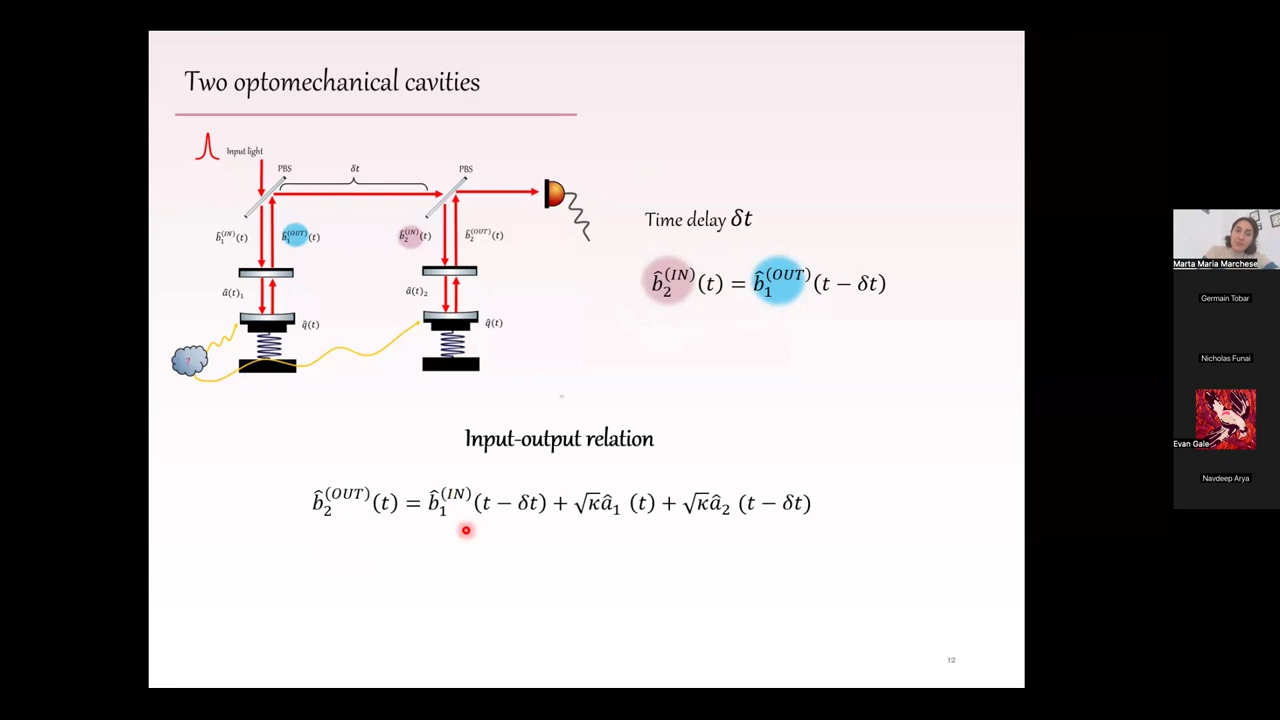 Two optomechanical cavities
Input light
PBS
δt
PBS
b̂₁^(IN)(t)
b̂₁^(OUT)(t)
b̂₂^(IN)(t)
b̂₂^(OUT)(t)
â(t)₁
â(t)₂
q̂(t)
q̂(t)
?
Time delay δt
b̂₂^(IN)(t) = b̂₁^(OUT)(t − δt)
Input-output relation
b̂₂^(OUT)(t) = b̂₁^(IN)(t − δt) + √κâ₁ (t) + √κâ₂ (t − δt)
12
Marta Maria Marchese
Germain Tobar
Nicholas Funai
Evan Gale
Navdeep Arya